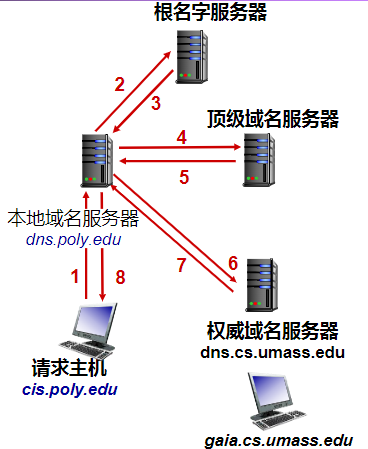 根名字服务器
2
3
顶级域名服务器
4
5
本地域名服务器
dns.poly.edu
6
7
1
8
权威域名服务器
dns.cs.umass.edu
请求主机
cis.poly.edu
gaia.cs.umass.edu